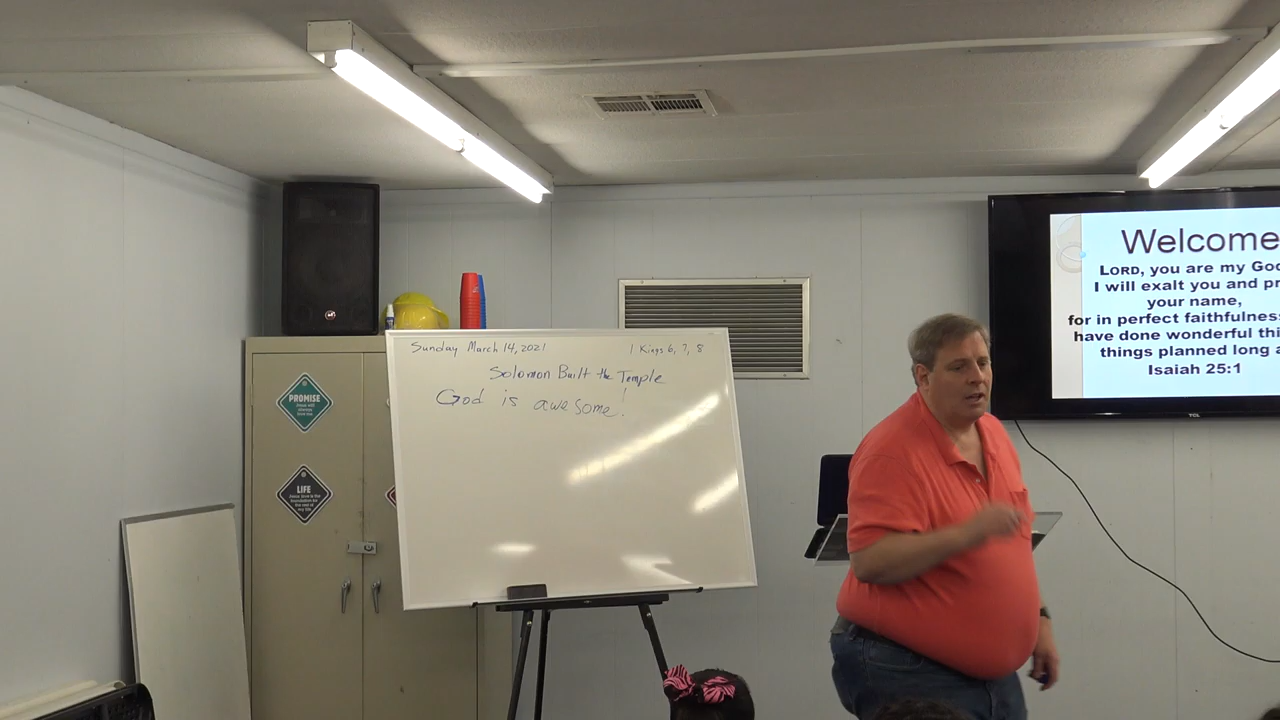 Sunday March 14, 2021
1 Kings 6, 7, 8
Solomon Built the Temple
God is awesome!
PROMISE
LIFE
Welcome
LORD, you are my God
I will exalt you and
your name,
for in perfect faithfulness
have done wonderful
things planned long
Isaiah 25:1
TCL